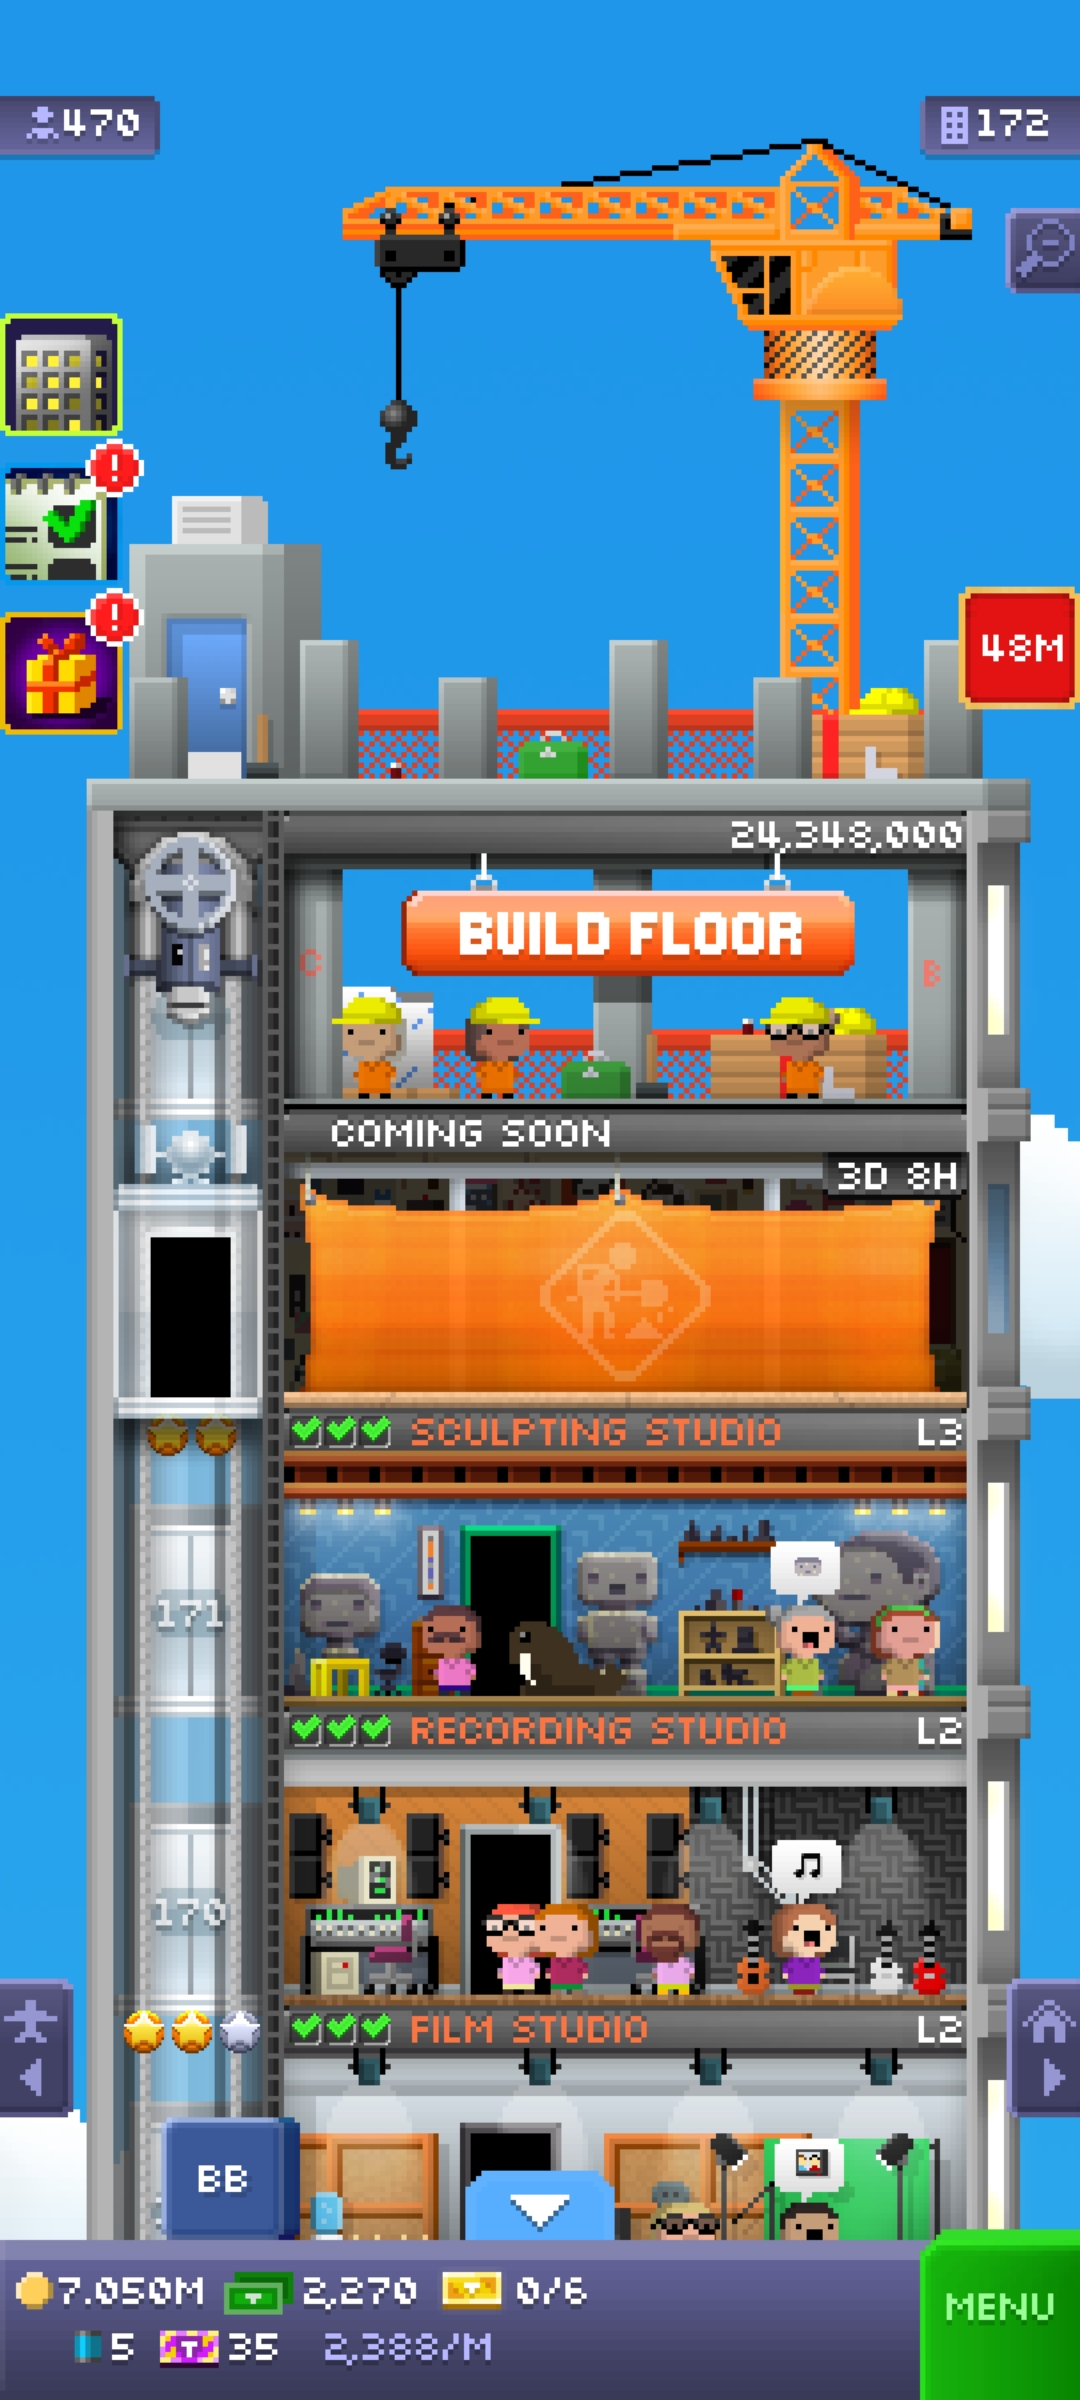 470
172
48M
24,348,000
BUILD FLOOR
C
B
COMING SOON
3D 8H
SCULPTING STUDIO L3
171
RECORDING STUDIO L2
170
FILM STUDIO L2
BB
7.050M 2,270 0/6
MENU
5 T 35 2,388/M